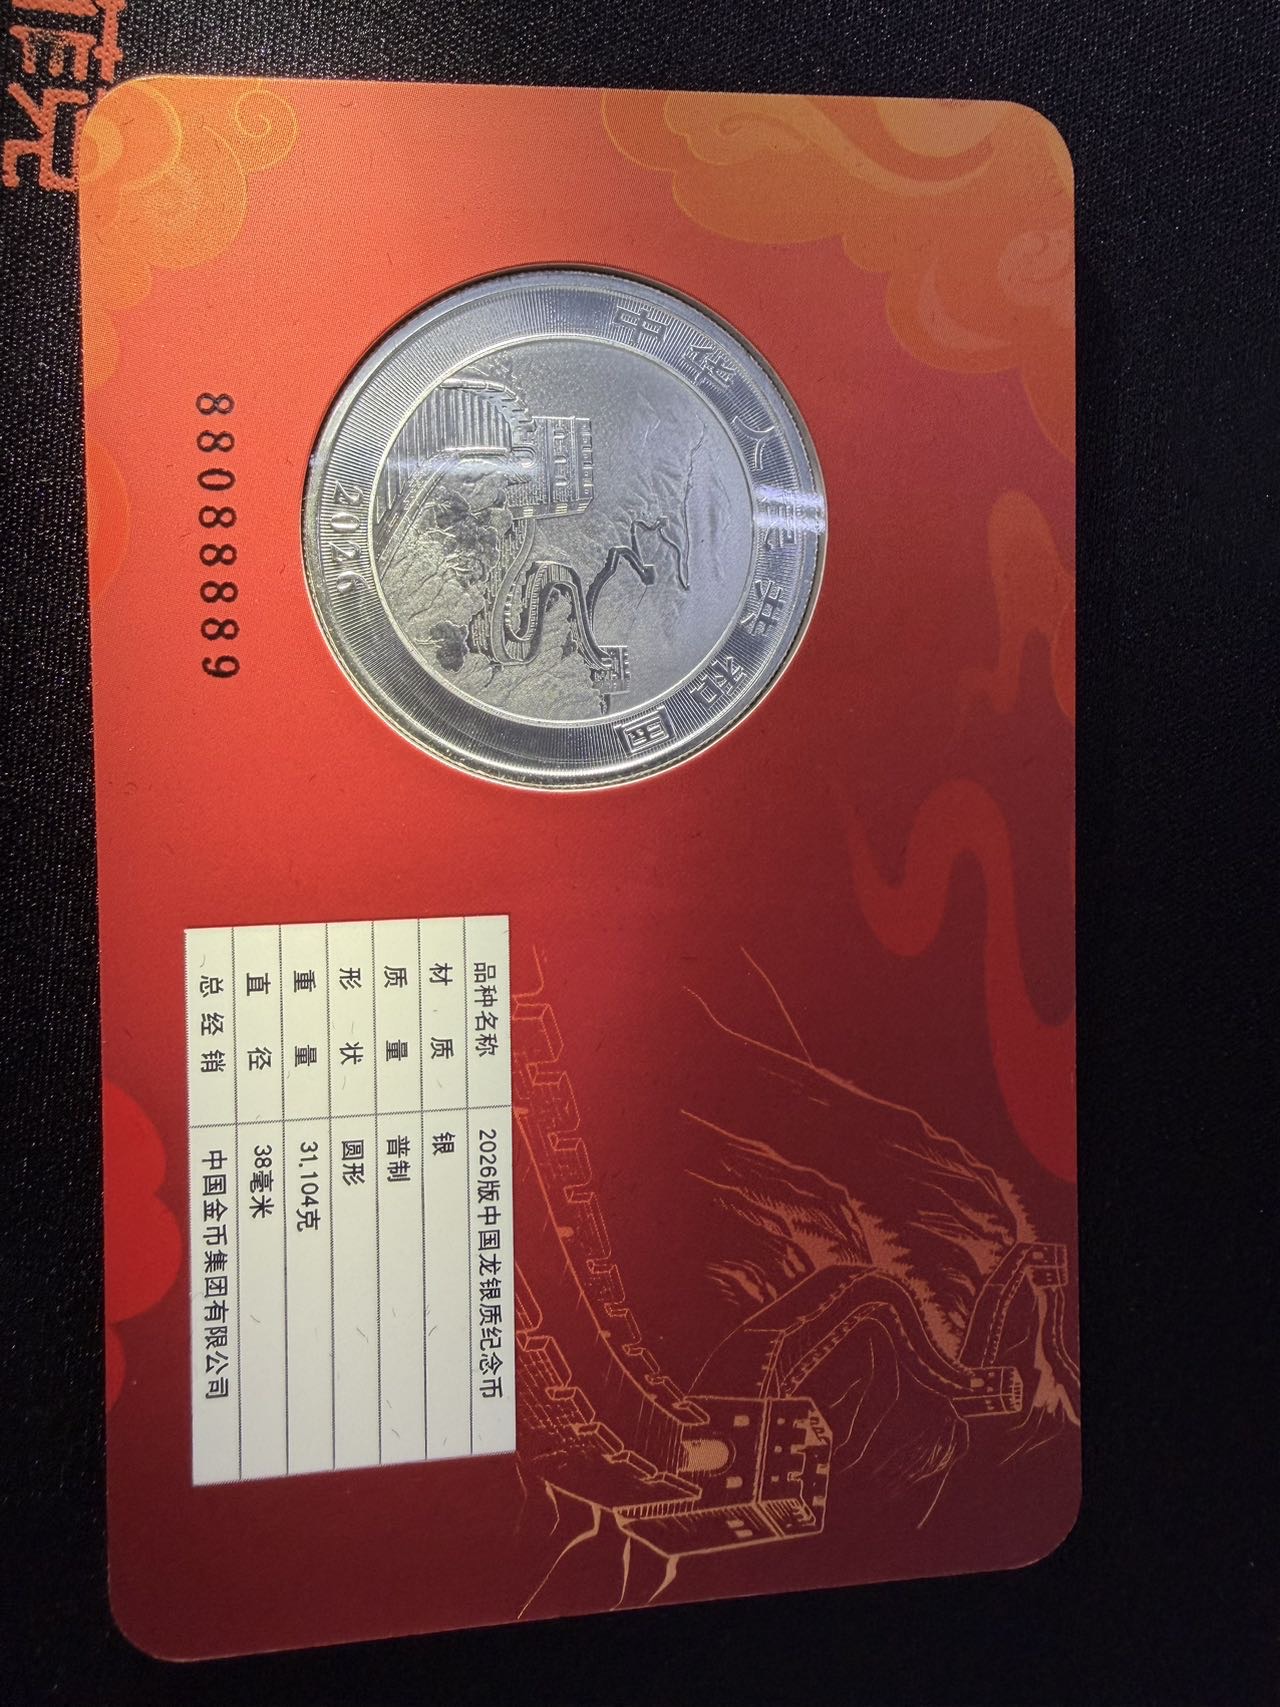 中华人民共和国
2026
88088889
品种名称 2026版中国龙银质纪念币
材质 银
质量 普制
形状 圆形
重量 31.104克
直径 38毫米
总经销 中国金币集团有限公司